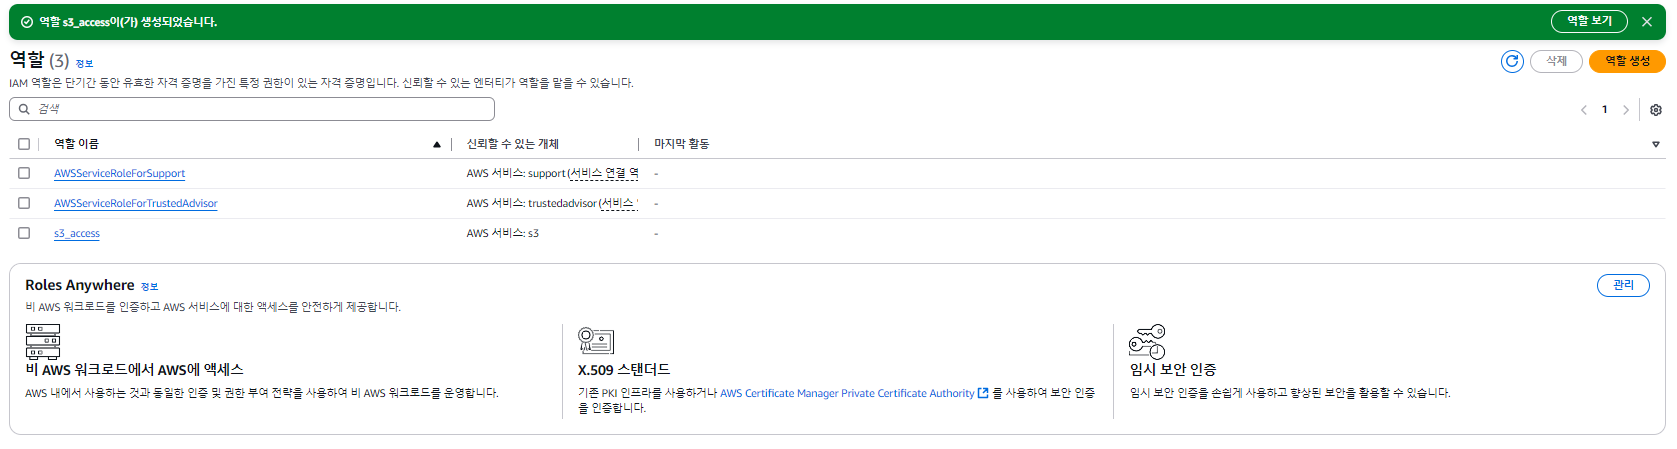 역할 s3_access이(가) 생성되었습니다. 역할 보기
역할 (3) 정보 삭제 역할 생성
IAM 역할은 단기간 동안 유효한 자격 증명을 가진 특정 권한이 있는 자격 증명입니다. 신뢰할 수 있는 엔터티가 역할을 맡을 수 있습니다.
검색 1
역할 이름 신뢰할 수 있는 개체 마지막 활동
AWSServiceRoleForSupport AWS 서비스: support (서비스 연결 역 -
AWSServiceRoleForTrustedAdvisor AWS 서비스: trustedadvisor (서비스 -
s3_access AWS 서비스: s3 -
Roles Anywhere 정보 관리
비 AWS 워크로드를 인증하고 AWS 서비스에 대한 액세스를 안전하게 제공합니다.
비 AWS 워크로드에서 AWS에 액세스
AWS 내에서 사용하는 것과 동일한 인증 및 권한 부여 전략을 사용하여 비 AWS 워크로드를 운영합니다.
X.509 스탠더드
기존 PKI 인프라를 사용하거나 AWS Certificate Manager Private Certificate Authority 를 사용하여 보안 인증
을 인증합니다.
임시 보안 인증
임시 보안 인증을 손쉽게 사용하고 향상된 보안을 활용할 수 있습니다.